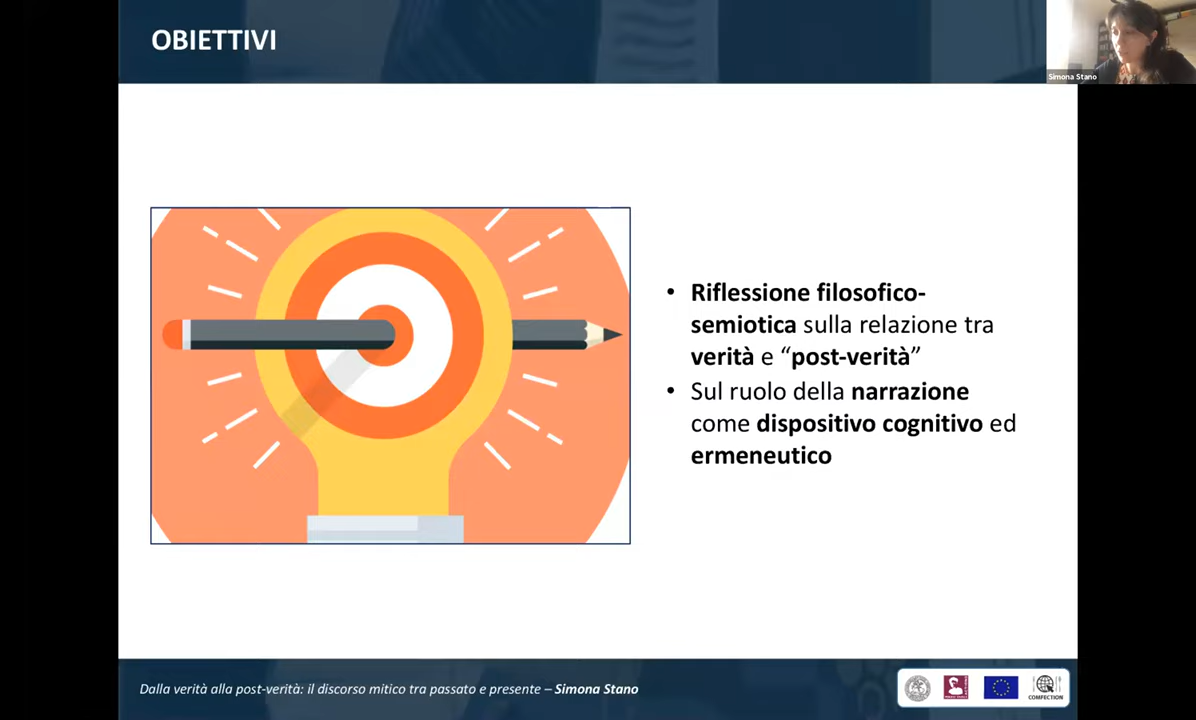 OBIETTIVI
Simona Stano
• Riflessione filosofico-
semiotica sulla relazione tra
verità e “post-verità”
• Sul ruolo della narrazione
come dispositivo cognitivo ed
ermeneutico
Dalla verità alla post-verità: il discorso mitico tra passato e presente – Simona Stano
COMFECTION